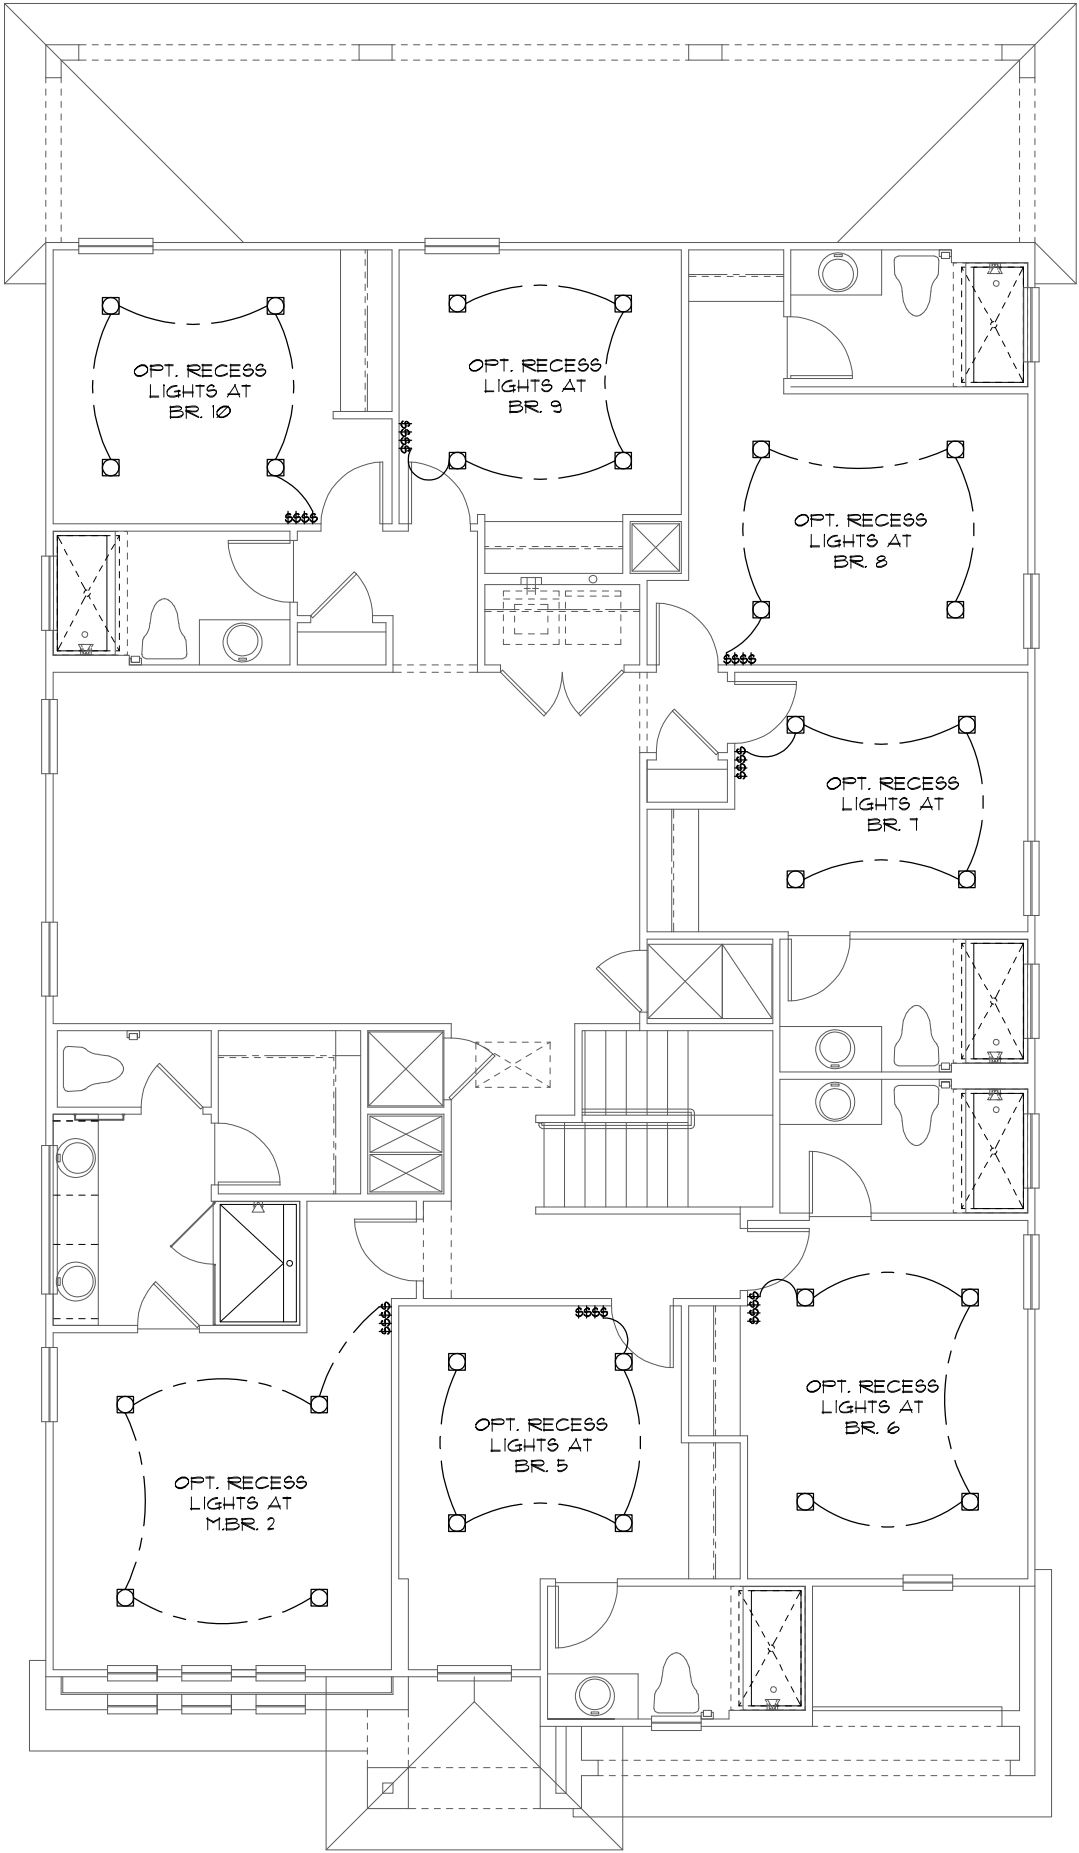 OPT. RECESS
LIGHTS AT
BR. 10
OPT. RECESS
LIGHTS AT
BR. 9
$$$$
$$$$
OPT. RECESS
LIGHTS AT
BR. 8
$$$$
$$$$
OPT. RECESS
LIGHTS AT
BR. 7
$$$$
$$$$
$$$$
OPT. RECESS
LIGHTS AT
BR. 6
OPT. RECESS
LIGHTS AT
BR. 5
OPT. RECESS
LIGHTS AT
M.BR. 2